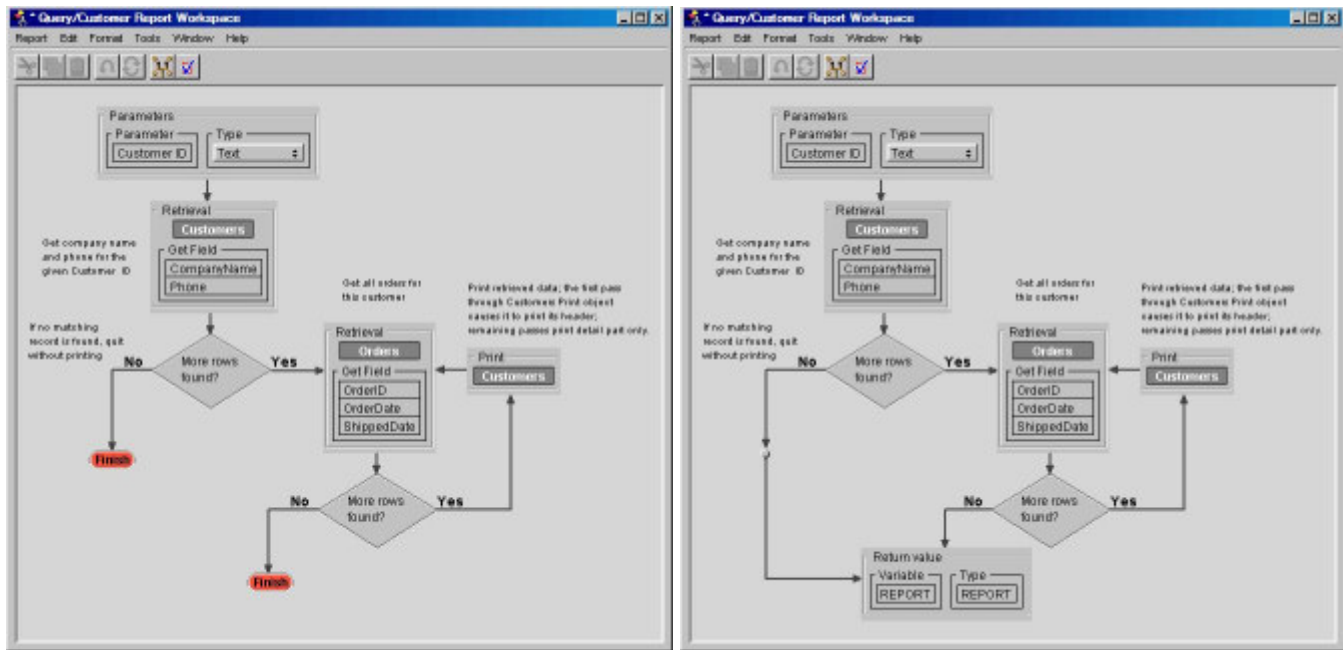 * Query/Customer Report Workspace
Report Edit Format Tools Window Help
Parameters
Parameter Type
Customer ID Text
Retrieval
Customers
Get Field
CompanyName
Phone
Get company name
and phone for the
given Customer ID
Get all orders for
this customer
Print retrieved data; the first pass
through Customers Print object
causes it to print its header;
remaining passes print detail part only.
If no matching
record is found, quit
without printing
No
More rows
found?
Yes
Retrieval
Orders
Get Field
OrderID
OrderDate
ShippedDate
Print
Customers
Finish
No
More rows
found?
Yes
Finish
* Query/Customer Report Workspace
Report Edit Format Tools Window Help
Parameters
Parameter Type
Customer ID Text
Retrieval
Customers
Get Field
CompanyName
Phone
Get company name
and phone for the
given Customer ID
Get all orders for
this customer
Print retrieved data; the first pass
through Customers Print object
causes it to print its header;
remaining passes print detail part only.
If no matching
record is found, quit
without printing
No
More rows
found?
Yes
Retrieval
Orders
Get Field
OrderID
OrderDate
ShippedDate
Print
Customers
No
More rows
found?
Yes
Return value
Variable Type
REPORT REPORT